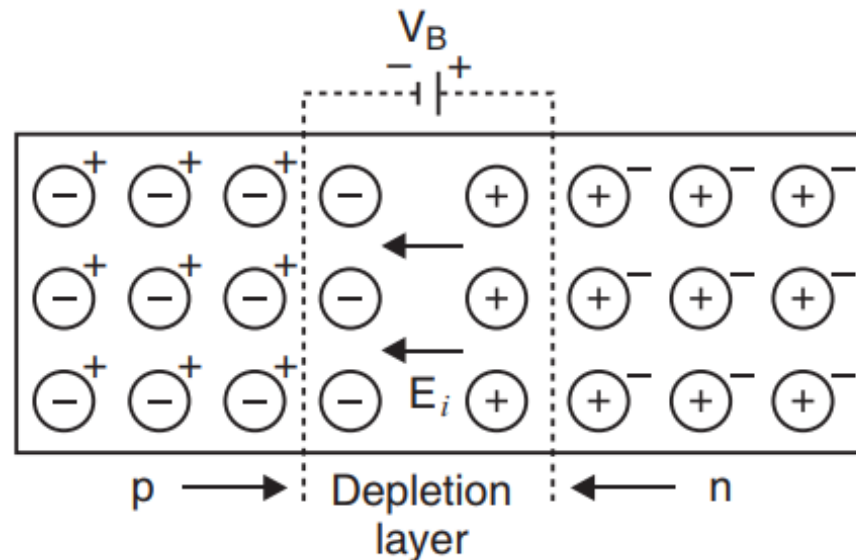 V_B
− +
− + − + − + − + + − + − + −
− + − + − + − + + − + − + −
E_i
− + − + − + − + + − + − + −
p Depletion n
layer